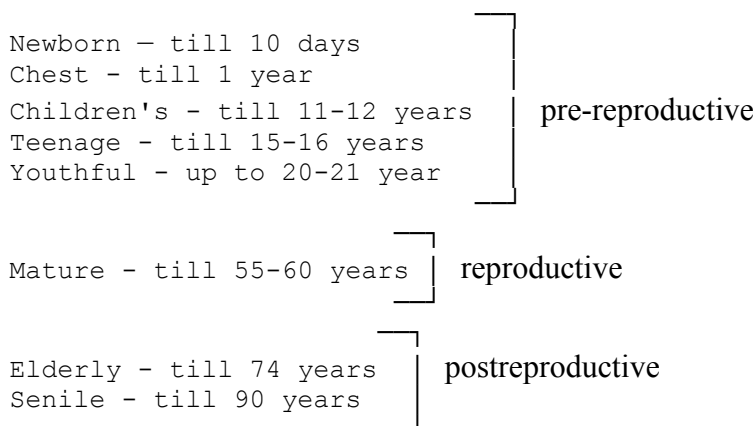 Newborn – till 10 days
Chest - till 1 year
Children's - till 11-12 years
Teenage - till 15-16 years
Youthful - up to 20-21 year
pre-reproductive
Mature - till 55-60 years
reproductive
Elderly - till 74 years
Senile - till 90 years
postreproductive